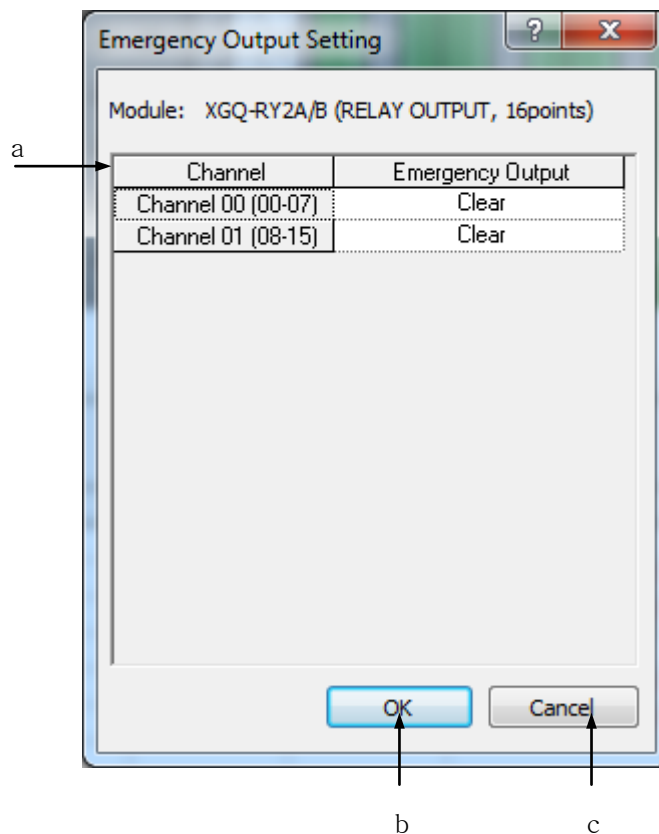 Emergency Output Setting
?
X
Module: XGQ-RY2A/B (RELAY OUTPUT, 16points)
a
Channel Emergency Output
Channel 00 (00-07) Clear
Channel 01 (08-15) Clear
OK Cancel
b c